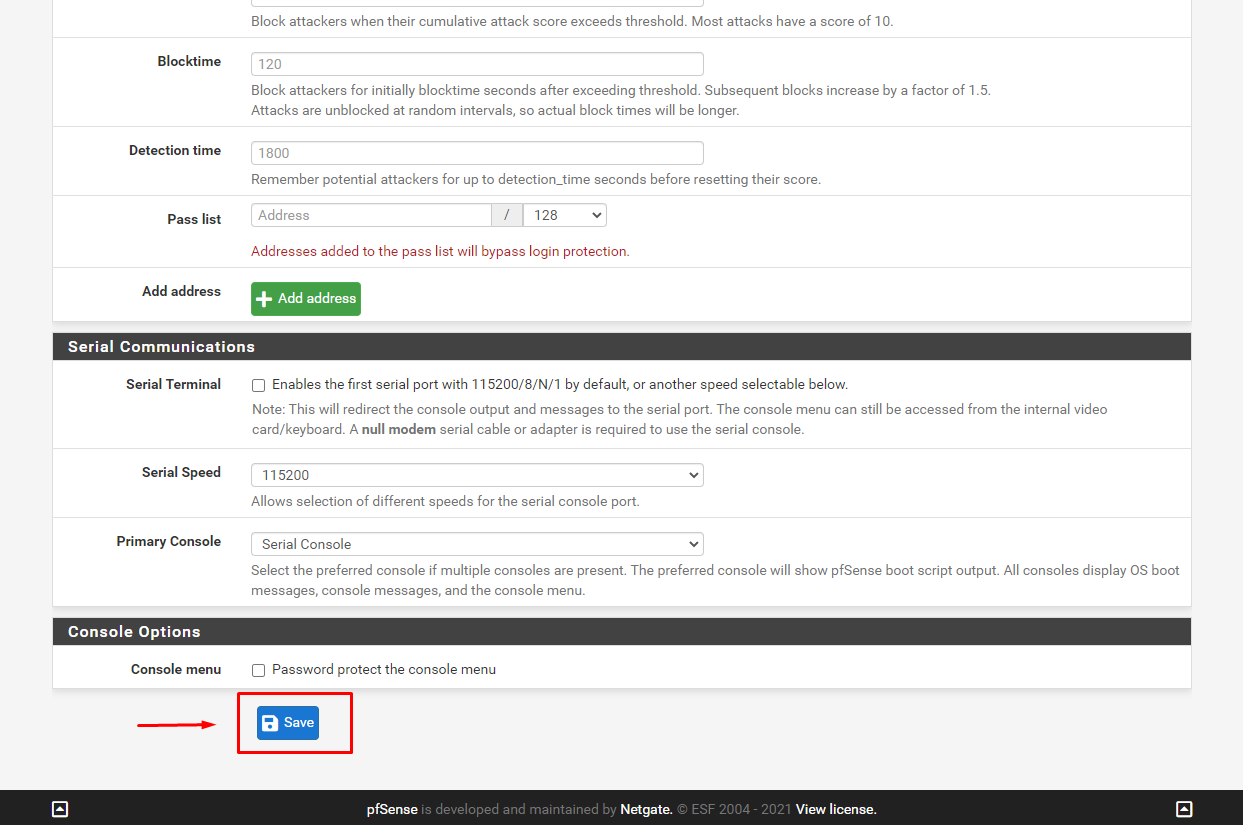 Block attackers when their cumulative attack score exceeds threshold. Most attacks have a score of 10.
Blocktime
120
Block attackers for initially blocktime seconds after exceeding threshold. Subsequent blocks increase by a factor of 1.5.
Attacks are unblocked at random intervals, so actual block times will be longer.
Detection time
1800
Remember potential attackers for up to detection_time seconds before resetting their score.
Pass list
Address / 128
Addresses added to the pass list will bypass login protection.
Add address
Add address
Serial Communications
Serial Terminal
Enables the first serial port with 115200/8/N/1 by default, or another speed selectable below.
Note: This will redirect the console output and messages to the serial port. The console menu can still be accessed from the internal video
card/keyboard. A null modem serial cable or adapter is required to use the serial console.
Serial Speed
115200
Allows selection of different speeds for the serial console port.
Primary Console
Serial Console
Select the preferred console if multiple consoles are present. The preferred console will show pfSense boot script output. All consoles display OS boot
messages, console messages, and the console menu.
Console Options
Console menu
Password protect the console menu
Save
pfSense is developed and maintained by Netgate. © ESF 2004 - 2021 View license.